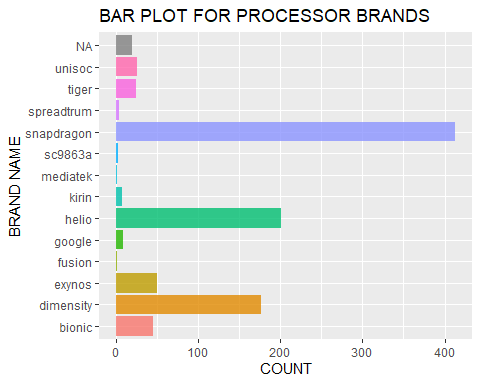 BAR PLOT FOR PROCESSOR BRANDS
BRAND NAME
NA
unisoc
tiger
spreadtrum
snapdragon
sc9863a
mediatek
kirin
helio
google
fusion
exynos
dimensity
bionic
0 100 200 300 400
COUNT